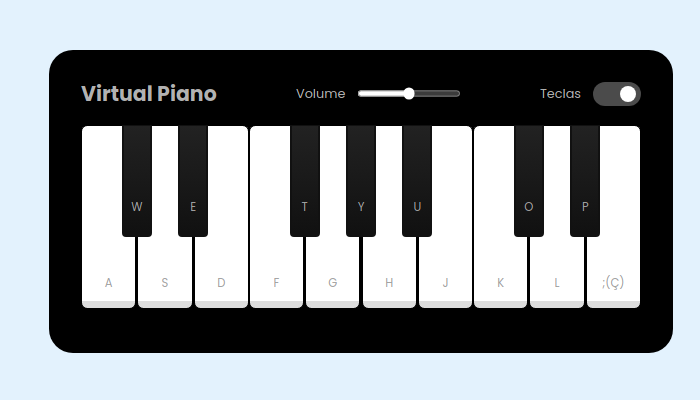 Virtual Piano Volume Teclas
W E T Y U O P
A S D F G H J K L ;(Ç)